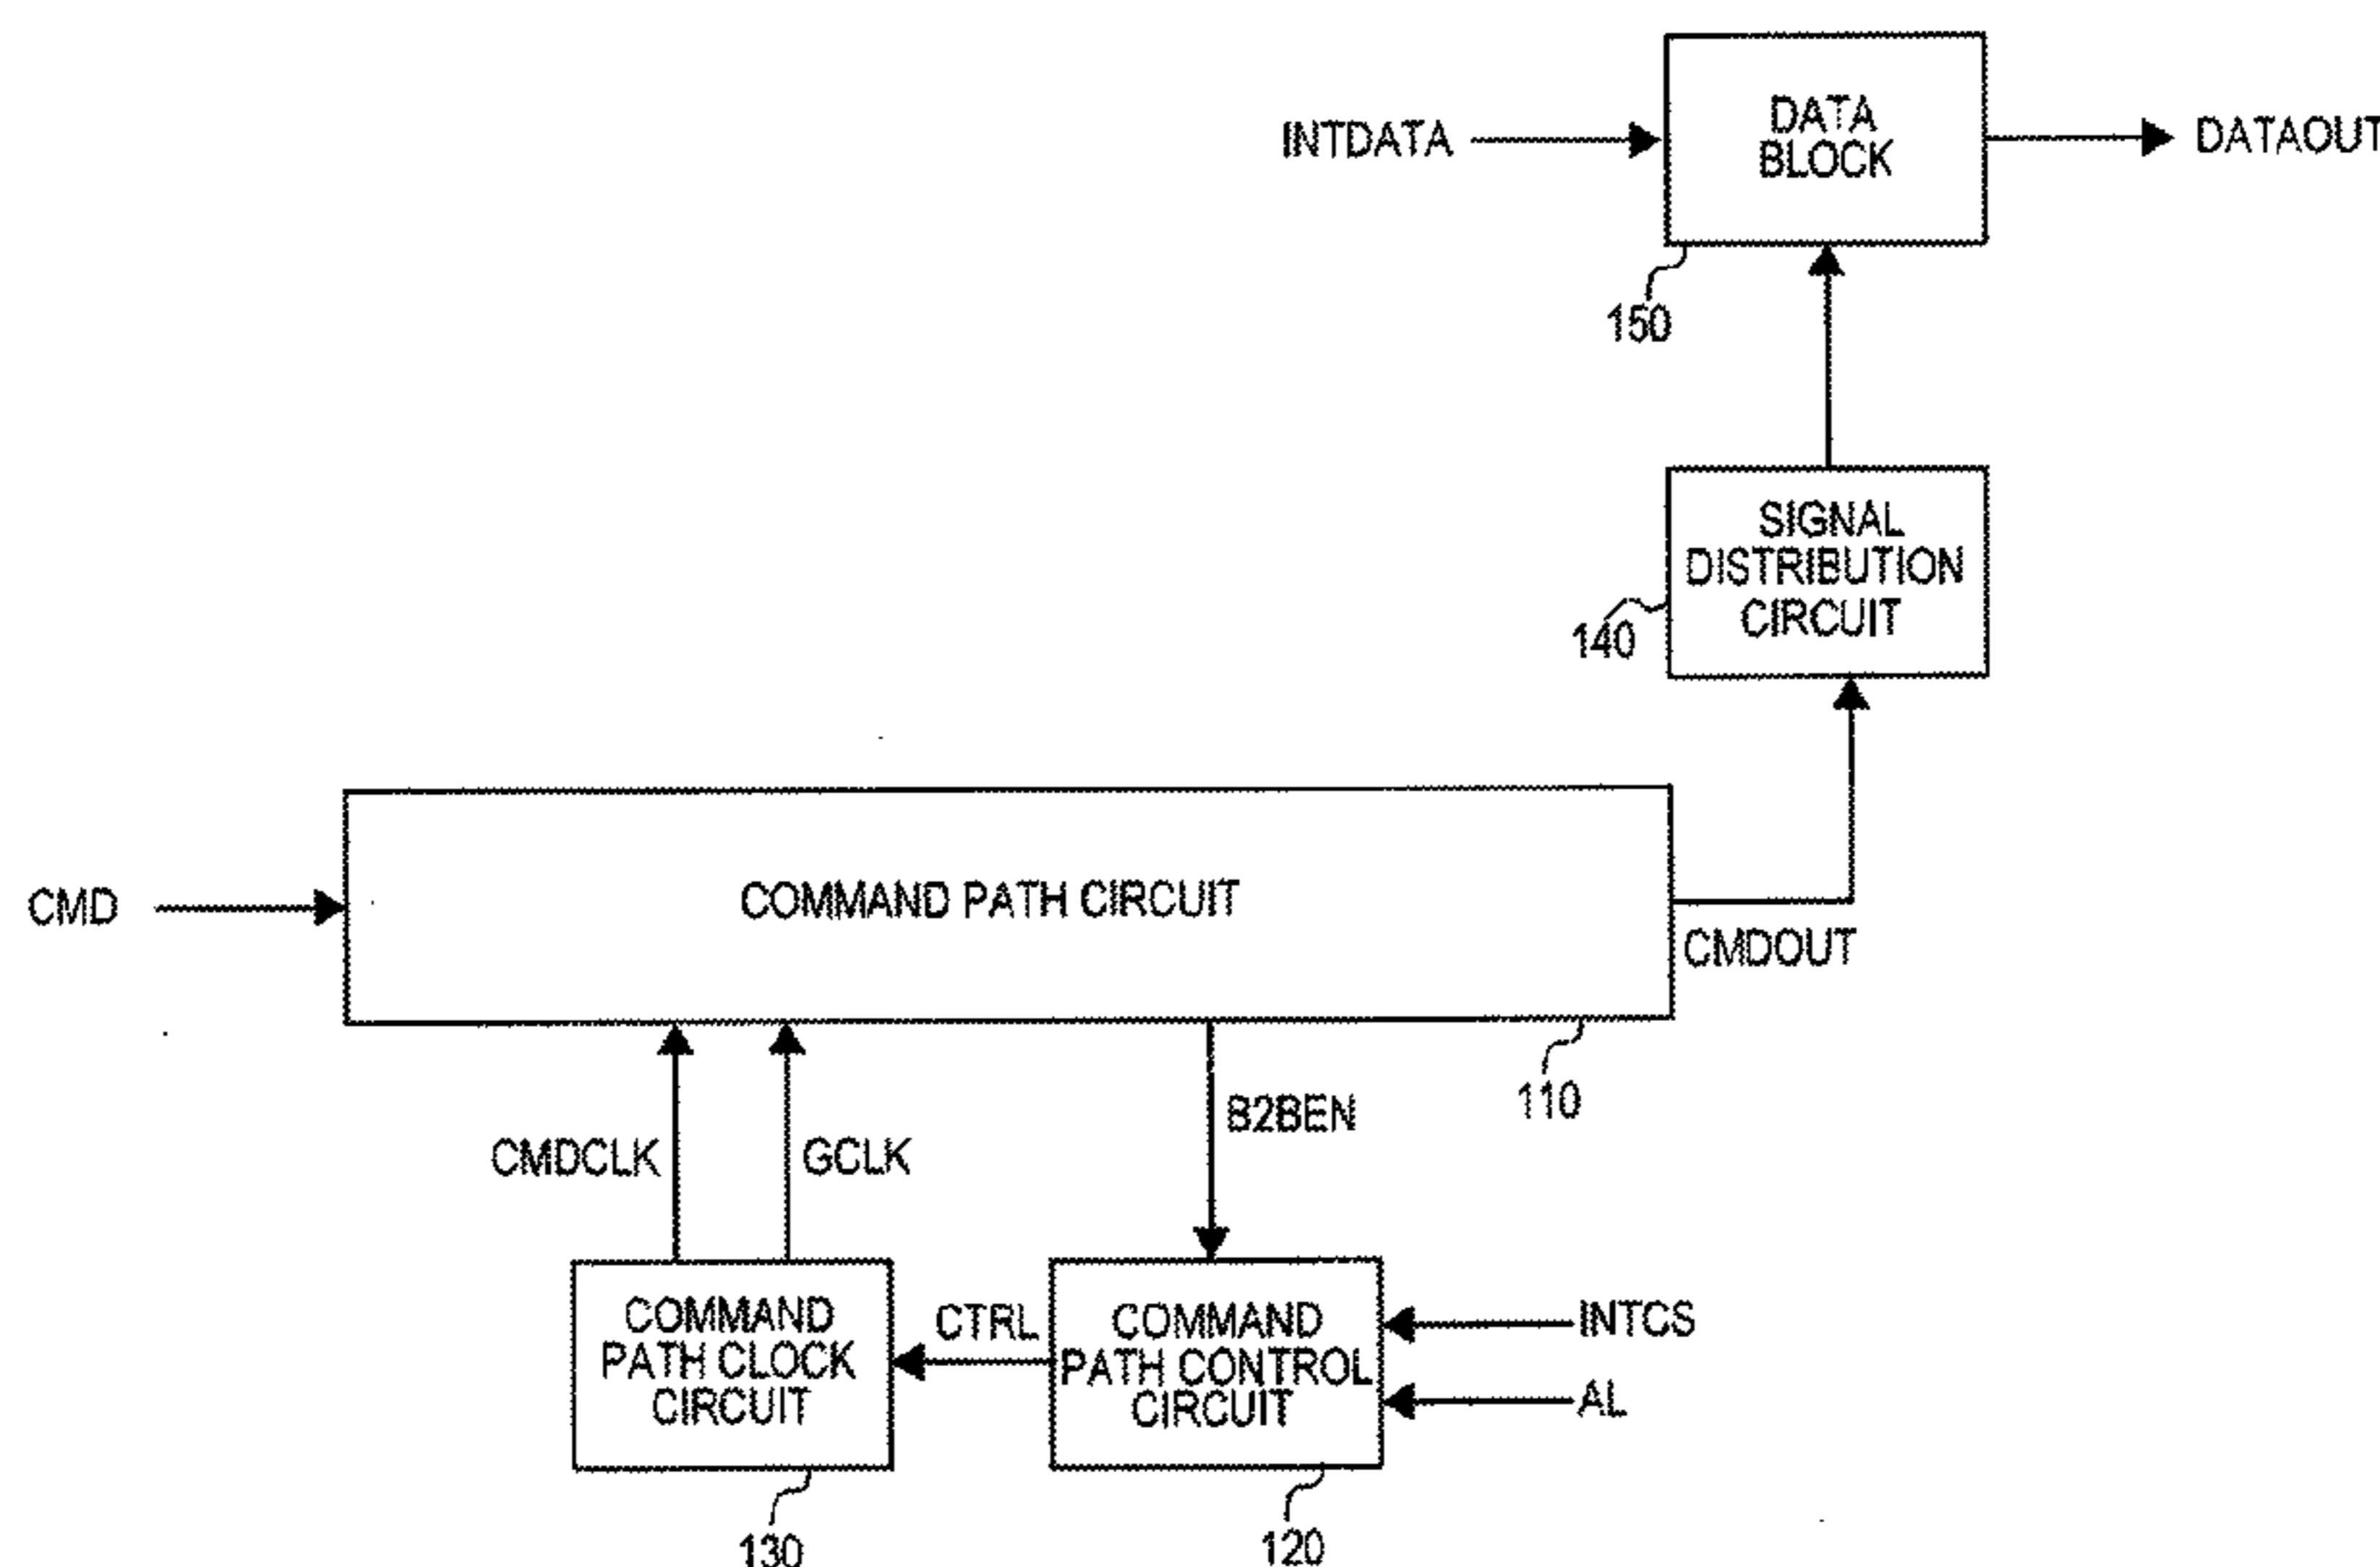 INTDATA
DATA
BLOCK
DATAOUT
150
SIGNAL
DISTRIBUTION
CIRCUIT
140
CMD
COMMAND PATH CIRCUIT
CMDOUT
110
CMDCLK
GCLK
B2BEN
COMMAND
PATH CLOCK
CIRCUIT
CTRL
COMMAND
PATH CONTROL
CIRCUIT
INTCS
AL
130
120